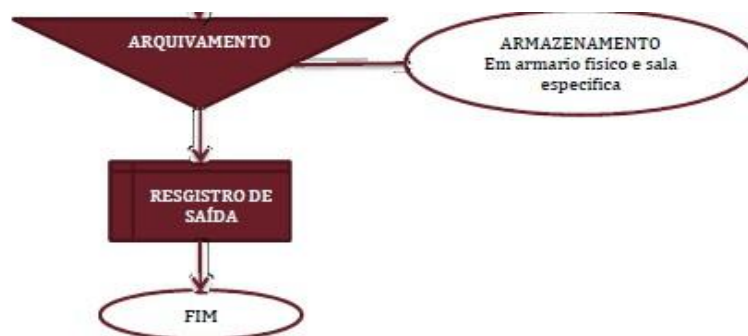 ARQUIVAMENTO
ARMAZENAMENTO
Em armario fisico e sala
especifica
RESGISTRO DE
SAÍDA
FIM